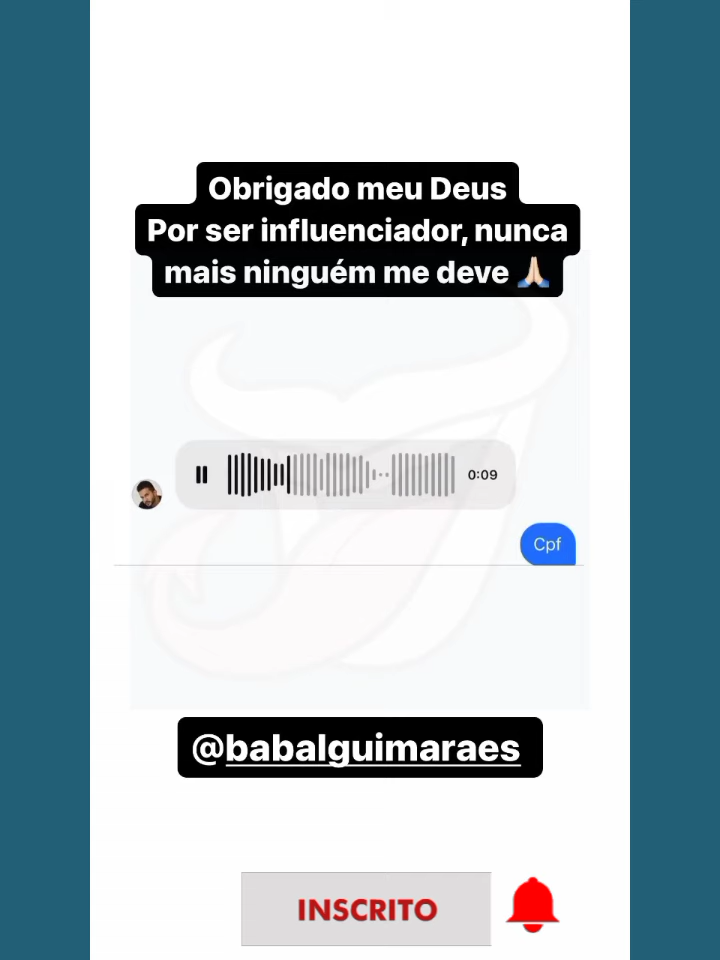 Obrigado meu Deus
Por ser influenciador, nunca
mais ninguém me deve 🙏🏻
0:09
Cpf
@babalguimaraes
INSCRITO